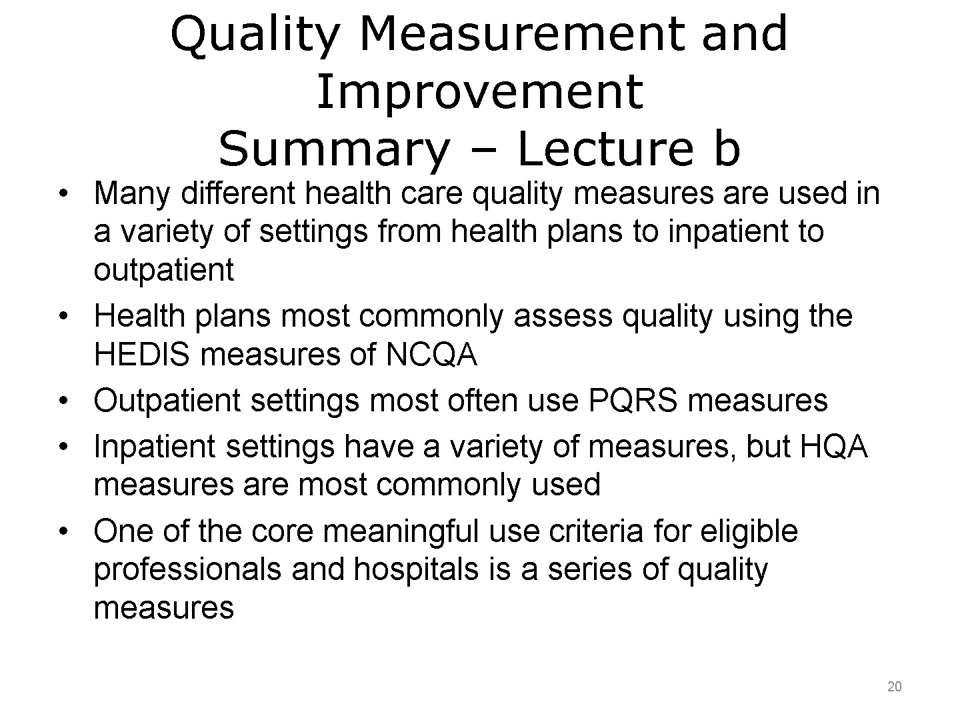 Quality Measurement and
Improvement
Summary – Lecture b
• Many different health care quality measures are used in
a variety of settings from health plans to inpatient to
outpatient
• Health plans most commonly assess quality using the
HEDIS measures of NCQA
• Outpatient settings most often use PQRS measures
• Inpatient settings have a variety of measures, but HQA
measures are most commonly used
• One of the core meaningful use criteria for eligible
professionals and hospitals is a series of quality
measures
20